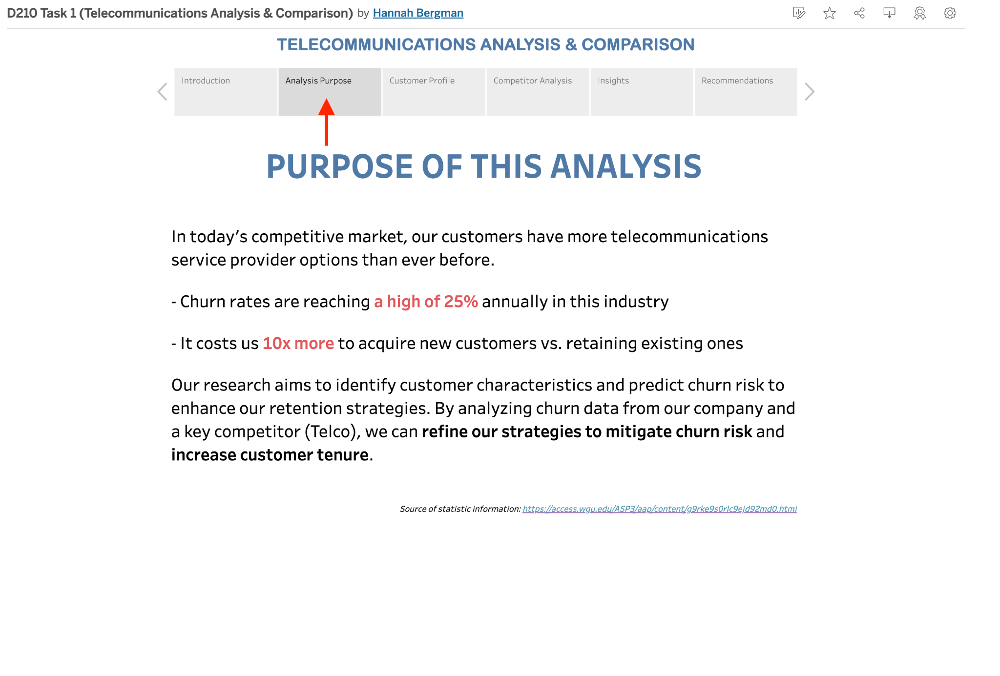 D210 Task 1 (Telecommunications Analysis & Comparison) by Hannah Bergman
TELECOMMUNICATIONS ANALYSIS & COMPARISON
Introduction
Analysis Purpose
Customer Profile
Competitor Analysis
Insights
Recommendations
PURPOSE OF THIS ANALYSIS
In today's competitive market, our customers have more telecommunications
service provider options than ever before.
- Churn rates are reaching a high of 25% annually in this industry
- It costs us 10x more to acquire new customers vs. retaining existing ones
Our research aims to identify customer characteristics and predict churn risk to
enhance our retention strategies. By analyzing churn data from our company and
a key competitor (Telco), we can refine our strategies to mitigate churn risk and
increase customer tenure.
Source of statistic information: https://access.wgu.edu/ASP3/aap/content/g9rke9s0rlc9ejd92md0.html